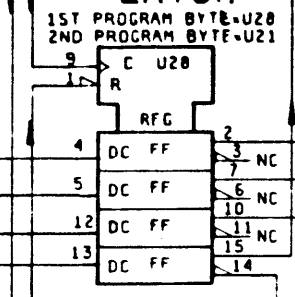 1ST PROGRAM BYTE=U28
2ND PROGRAM BYTE=U21
9 C U28
1 R
RFG
2
4 DC FF 3 NC
7
5 DC FF 6 NC
10
12 DC FF 11 NC
15
13 DC FF 14